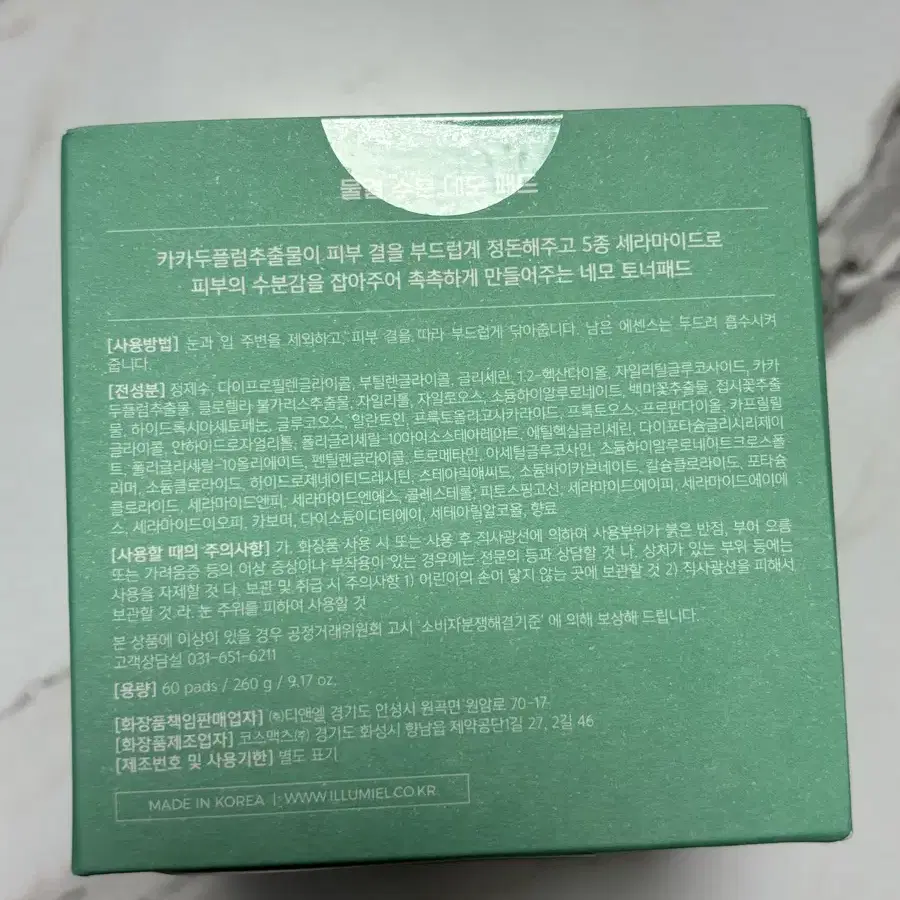 카카두플럼추출물이 피부 결을 부드럽게 정돈해주고 5종 세라마이드로
피부의 수분감을 잡아주어 촉촉하게 만들어주는 네모 토너패드
[사용방법] 눈과 입 주변을 제외하고, 피부 결을 따라 부드럽게 닦아줍니다. 남은 에센스는 두드려 흡수시켜
줍니다.
[전성분] 정제수, 다이프로필렌글라이콜, 부틸렌글라이콜, 글리세린, 1,2-헥산다이올, 자일리틸글루코사이드, 카카
두플럼추출물, 클로렐라 불가리스추출물, 자일리톨, 자일로오스, 소듐하이알루로네이트, 백미꽃추출물, 접시꽃추출
물, 하이드록시아세토페논, 글루코오스, 알란토인, 프룩토올리고사카라이드, 프룩토오스, 프로판다이올, 카프릴릴
글라이콜, 안하이드로자일리톨, 폴리글리세릴-10아이소스테아레이트, 에틸헥실글리세린, 다이포타슘글리시리제이
트, 폴리글리세릴-10올리에이트, 펜틸렌글라이콜, 트로메타민, 아세틸글루코사민, 소듐하이알루로네이트크로스폴
리머, 소듐클로라이드, 하이드로제네이티드레시틴, 스테아릭애씨드, 소듐바이카보네이트, 칼슘클로라이드, 포타슘
클로라이드, 세라마이드엔피, 세라마이드엔에스, 콜레스테롤, 피토스핑고신, 세라마이드에이피, 세라마이드에이에
스, 세라마이드이오피, 카보머, 다이소듐이디티에이, 세테아릴알코올, 향료
[사용할 때의 주의사항] 가. 화장품 사용 시 또는 사용 후 직사광선에 의하여 사용부위가 붉은 반점, 부어 오름
또는 가려움증 등의 이상 증상이나 부작용이 있는 경우에는 전문의 등과 상담할 것 나. 상처가 있는 부위 등에는
사용을 자제할 것 다. 보관 및 취급 시 주의사항 1) 어린이의 손이 닿지 않는 곳에 보관할 것 2) 직사광선을 피해서
보관할 것 라. 눈 주위를 피하여 사용할 것
본 상품에 이상이 있을 경우 공정거래위원회 고시 '소비자분쟁해결기준' 에 의해 보상해 드립니다.
고객상담실 031-651-6211
[용량] 60 pads / 260 g / 9.17 oz.
[화장품책임판매업자] ㈜티앤엘 경기도 안성시 원곡면 원암로 70-17
[화장품제조업자] 코스맥스㈜ 경기도 화성시 향남읍 제약공단1길 27, 2길 46
[제조번호 및 사용기한] 별도 표기
MADE IN KOREA | WWW.ILLUMIEL.CO.KR